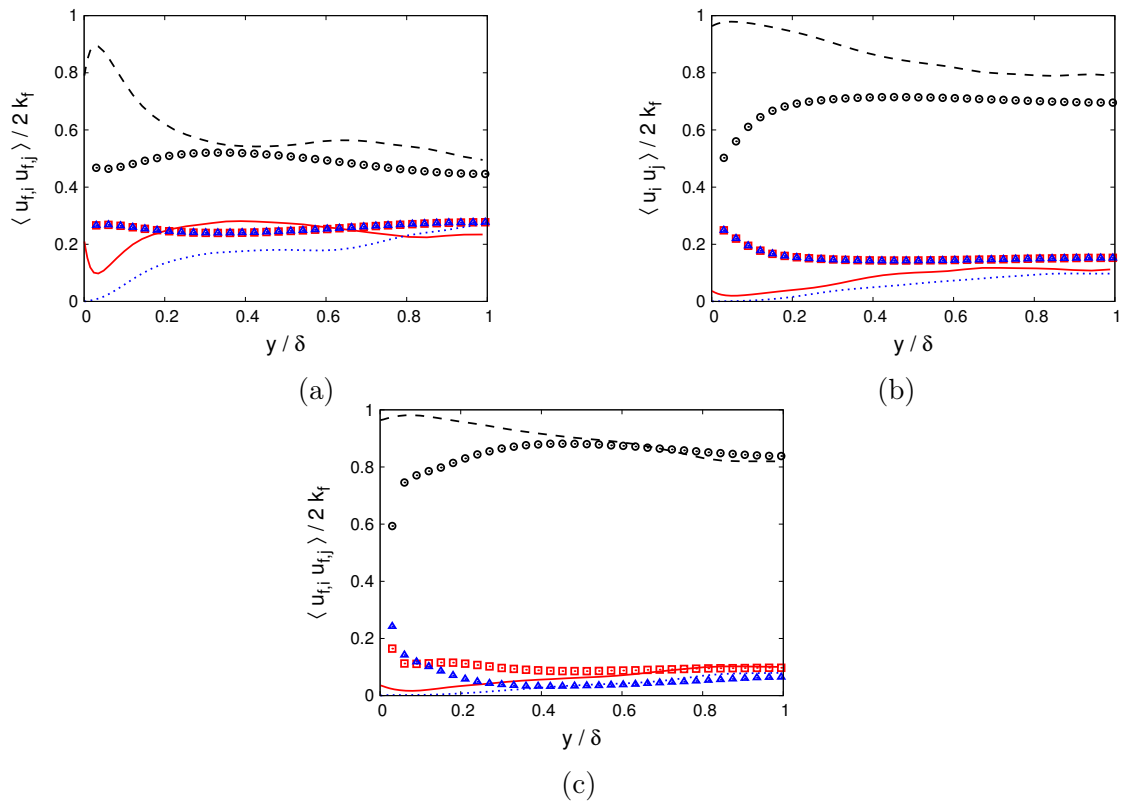 ⟨ u_{f,i} u_{f,j} ⟩ / 2 k_f
1
0.8
0.6
0.4
0.2
0
0 0.2 0.4 0.6 0.8 1
y / δ
(a)
⟨ u_i u_j ⟩ / 2 k_f
1
0.8
0.6
0.4
0.2
0
0 0.2 0.4 0.6 0.8 1
y / δ
(b)
⟨ u_{f,i} u_{f,j} ⟩ / 2 k_f
1
0.8
0.6
0.4
0.2
0
0 0.2 0.4 0.6 0.8 1
y / δ
(c)